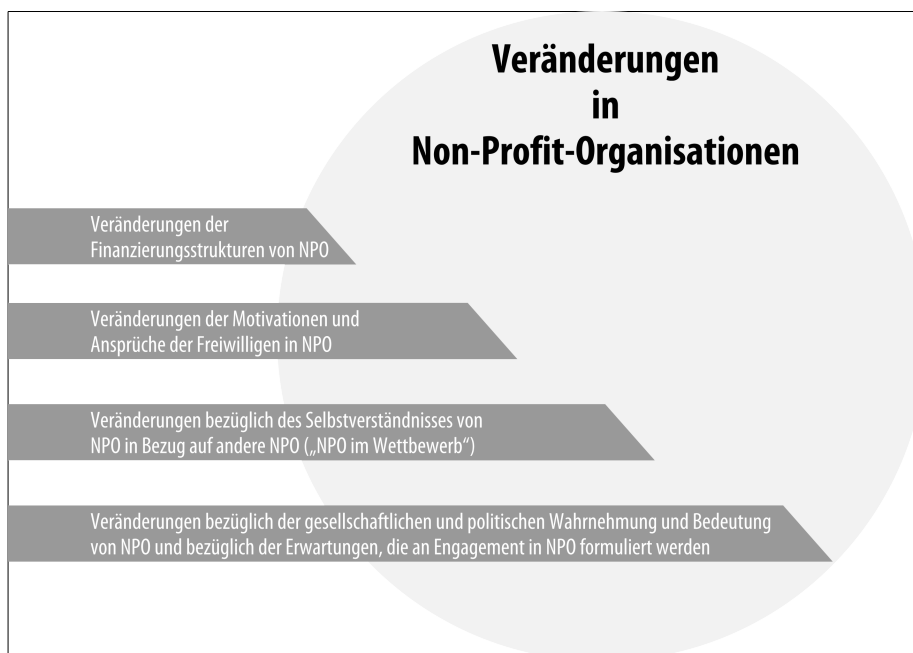 Veränderungen
in
Non-Profit-Organisationen
Veränderungen der
Finanzierungsstrukturen von NPO
Veränderungen der Motivationen und
Ansprüche der Freiwilligen in NPO
Veränderungen bezüglich des Selbstverständnisses von
NPO in Bezug auf andere NPO („NPO im Wettbewerb“)
Veränderungen bezüglich der gesellschaftlichen und politischen Wahrnehmung und Bedeutung
von NPO und bezüglich der Erwartungen, die an Engagement in NPO formuliert werden